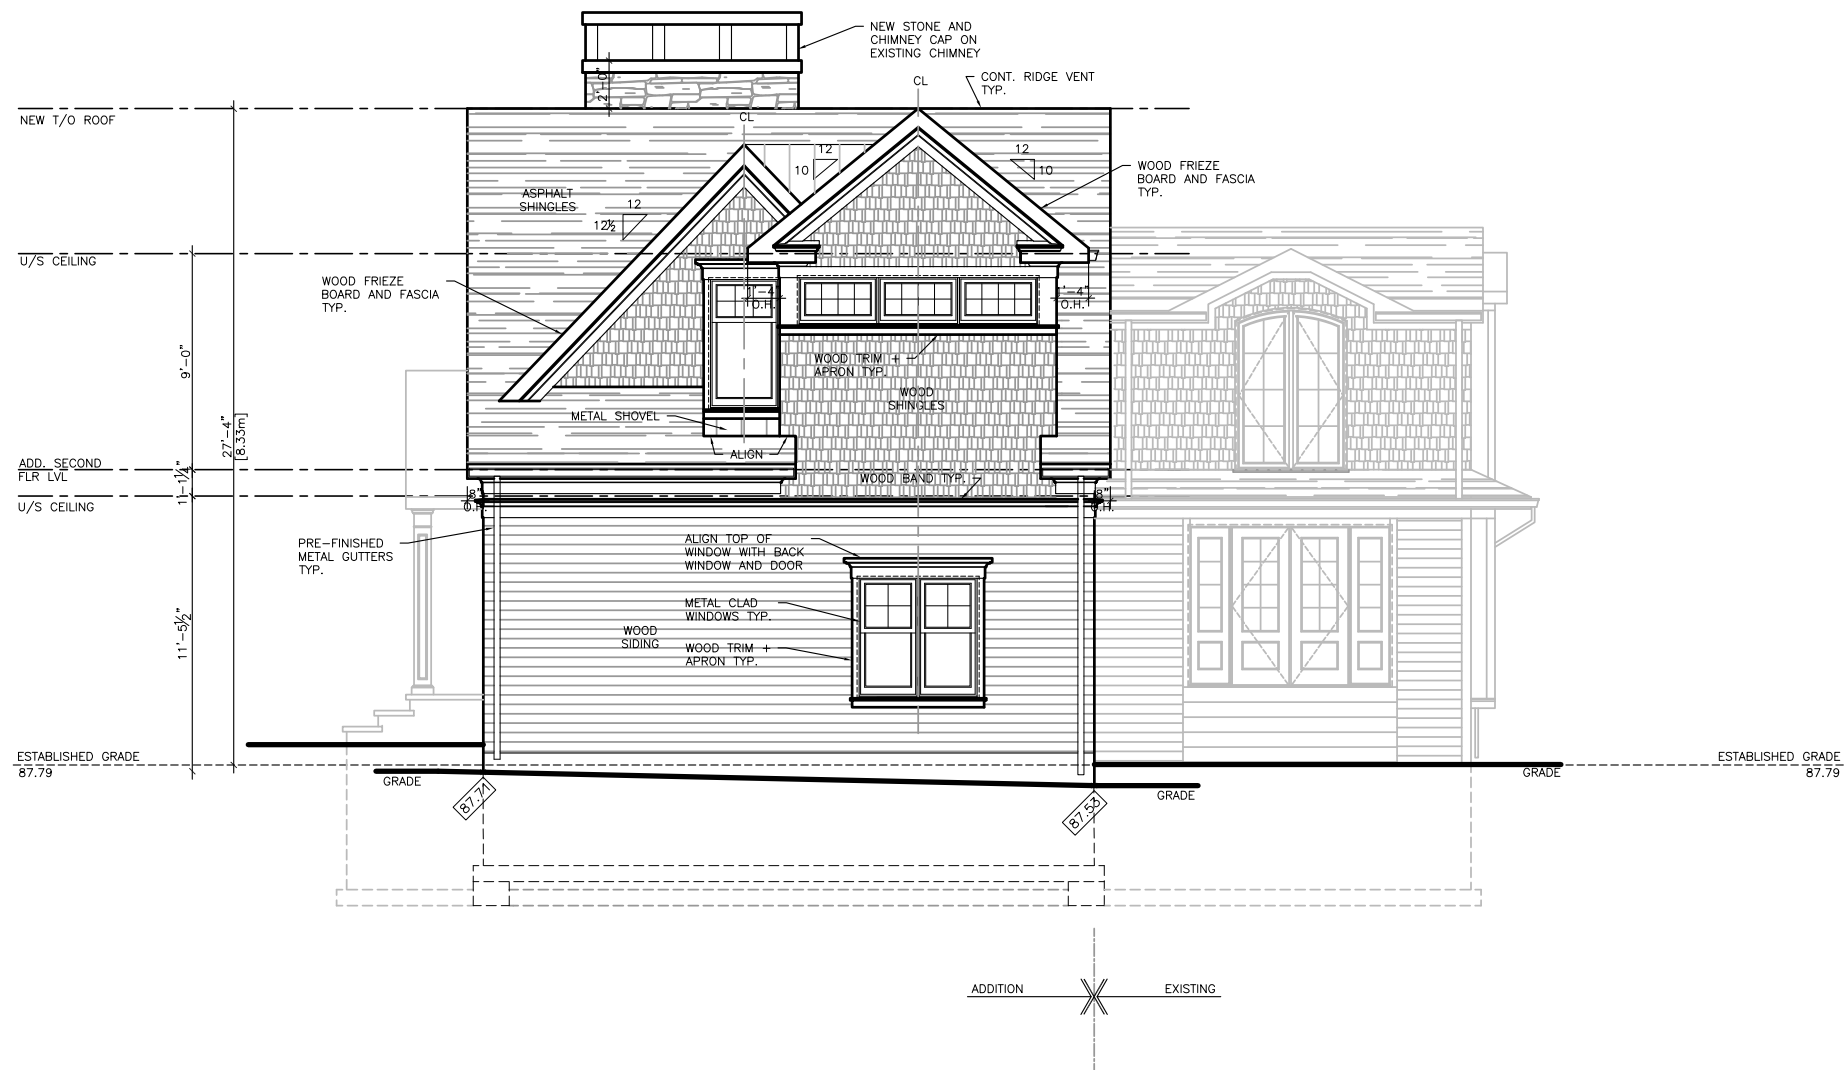 NEW STONE AND
CHIMNEY CAP ON
EXISTING CHIMNEY
2'-0"
CL
CONT. RIDGE VENT
TYP.
NEW T/O ROOF
CL
12
10
12
10
WOOD FRIEZE
BOARD AND FASCIA
TYP.
ASPHALT
SHINGLES
12
12½
U/S CEILING
WOOD FRIEZE
BOARD AND FASCIA
TYP.
1'-4"
O.H.
1'-4"
O.H.
9'-0"
WOOD TRIM +
APRON TYP.
WOOD
SHINGLES
METAL SHOVEL
27'-4"
[8.33m]
ALIGN
ADD. SECOND
FLR LVL
1'-1¼"
WOOD BAND TYP.
8"
O.H.
8"
O.H.
U/S CEILING
PRE-FINISHED
METAL GUTTERS
TYP.
ALIGN TOP OF
WINDOW WITH BACK
WINDOW AND DOOR
METAL CLAD
WINDOWS TYP.
11'-5½"
WOOD
SIDING
WOOD TRIM +
APRON TYP.
ESTABLISHED GRADE
87.79
ESTABLISHED GRADE
87.79
GRADE
GRADE
GRADE
87.71
87.53
ADDITION
EXISTING